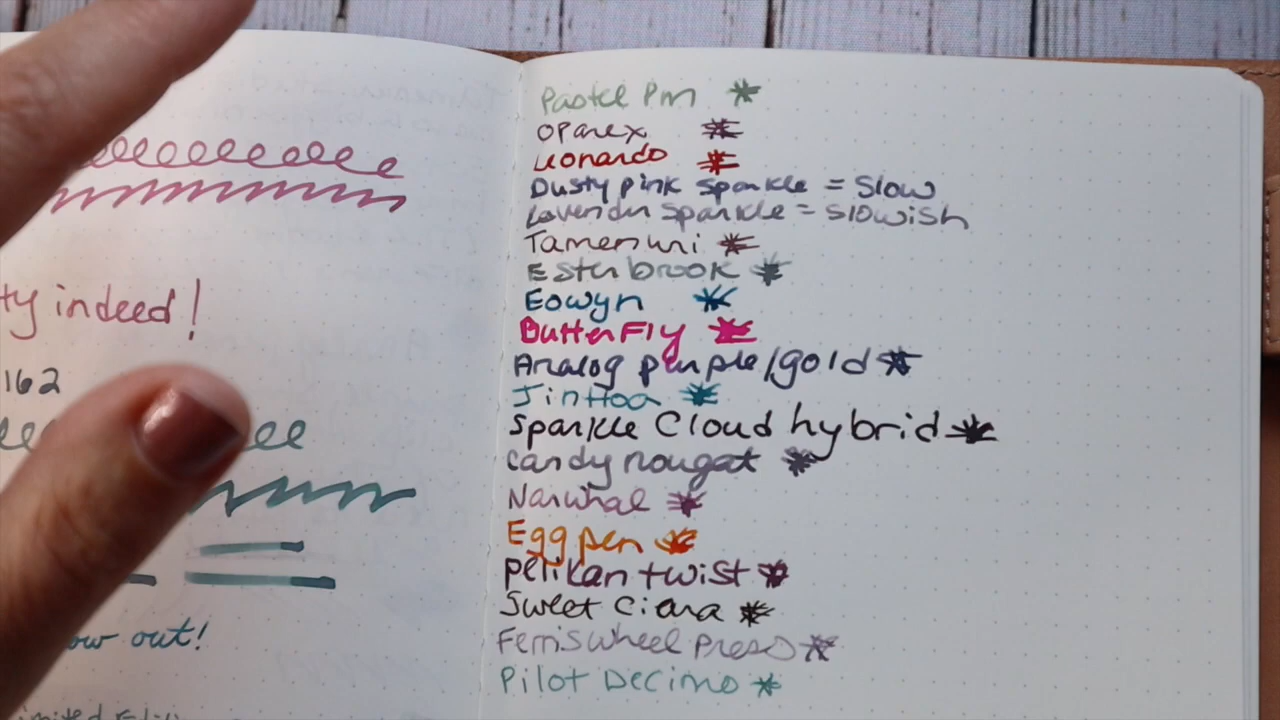 ty indeed!
162
ow out!
Pastel Pm
Oparex
Leonardo
Dusty pink sparkle = Slow
Lavender sparkle = slowish
Tamenuri
Esterbrook
Eowyn
ButterFly
Analog purple/gold
JinHao
Sparkle Cloud hybrid
Candy nougat
Narwhal
Egg pen
Pelikan twist
Sweet Ciara
Ferriswheel Press
Pilot Decimo